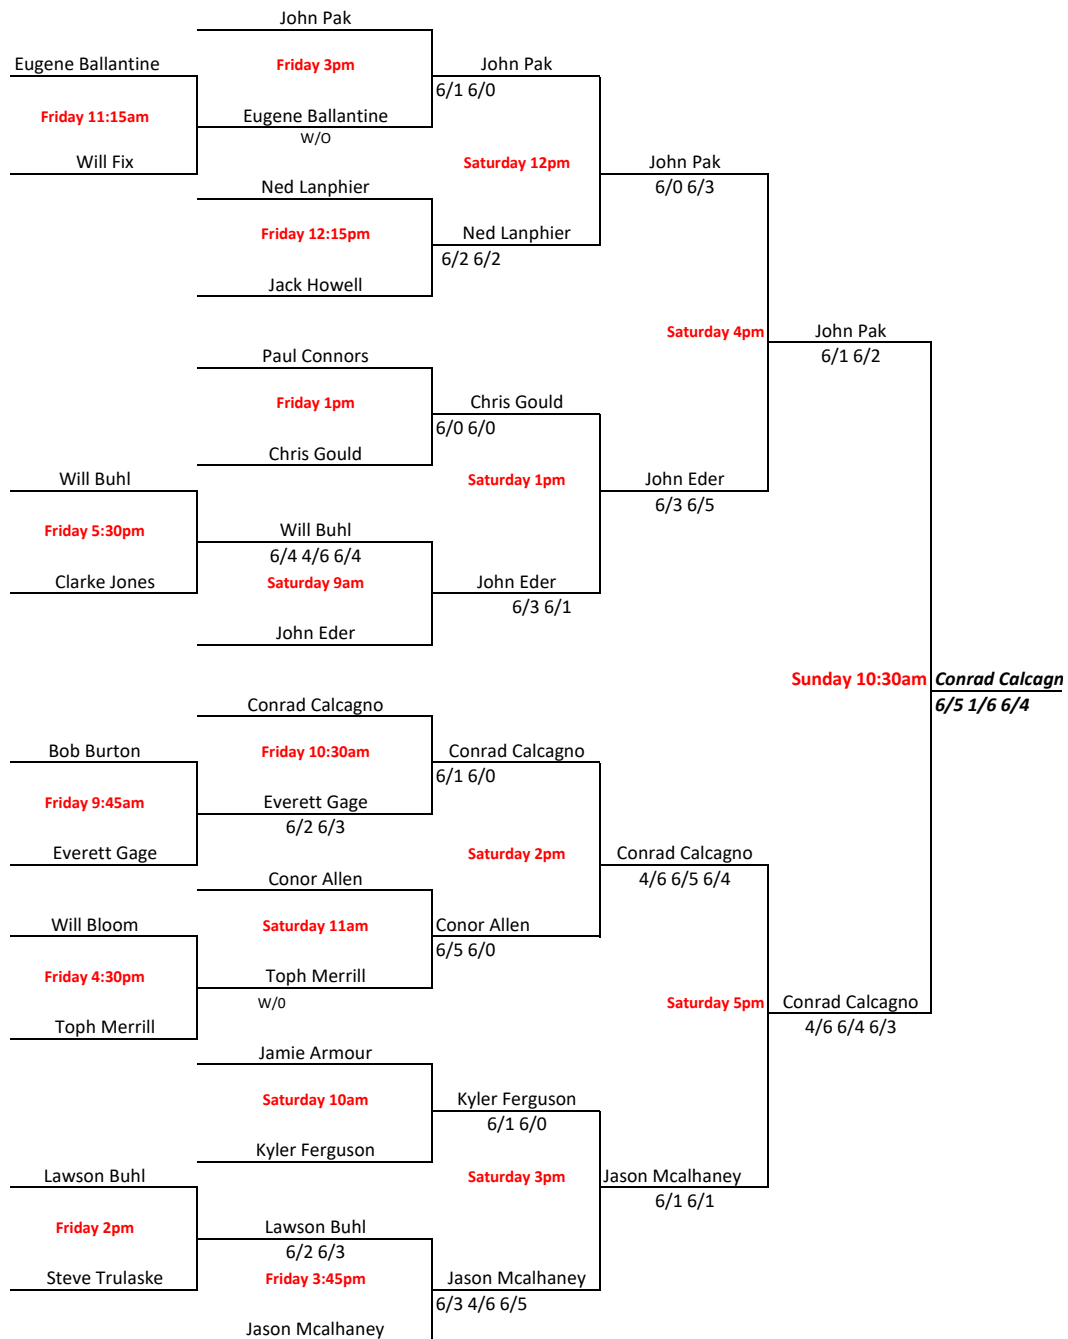 John Pak
Eugene Ballantine
Friday 3pm
John Pak
6/1 6/0
Friday 11:15am
Eugene Ballantine
W/O
Will Fix
Saturday 12pm
John Pak
6/0 6/3
Ned Lanphier
Friday 12:15pm
Ned Lanphier
6/2 6/2
Jack Howell
Saturday 4pm
John Pak
6/1 6/2
Paul Connors
Friday 1pm
Chris Gould
6/0 6/0
Chris Gould
Will Buhl
Saturday 1pm
John Eder
6/3 6/5
Friday 5:30pm
Will Buhl
6/4 4/6 6/4
Clarke Jones
Saturday 9am
John Eder
6/3 6/1
John Eder
Sunday 10:30am
Conrad Calcagn
6/5 1/6 6/4
Conrad Calcagno
Bob Burton
Friday 10:30am
Conrad Calcagno
6/1 6/0
Friday 9:45am
Everett Gage
6/2 6/3
Everett Gage
Saturday 2pm
Conrad Calcagno
4/6 6/5 6/4
Conor Allen
Will Bloom
Saturday 11am
Conor Allen
6/5 6/0
Friday 4:30pm
Toph Merrill
W/0
Toph Merrill
Saturday 5pm
Conrad Calcagno
4/6 6/4 6/3
Jamie Armour
Saturday 10am
Kyler Ferguson
6/1 6/0
Kyler Ferguson
Lawson Buhl
Saturday 3pm
Jason Mcalhaney
6/1 6/1
Friday 2pm
Lawson Buhl
6/2 6/3
Steve Trulaske
Friday 3:45pm
Jason Mcalhaney
6/3 4/6 6/5
Jason Mcalhaney